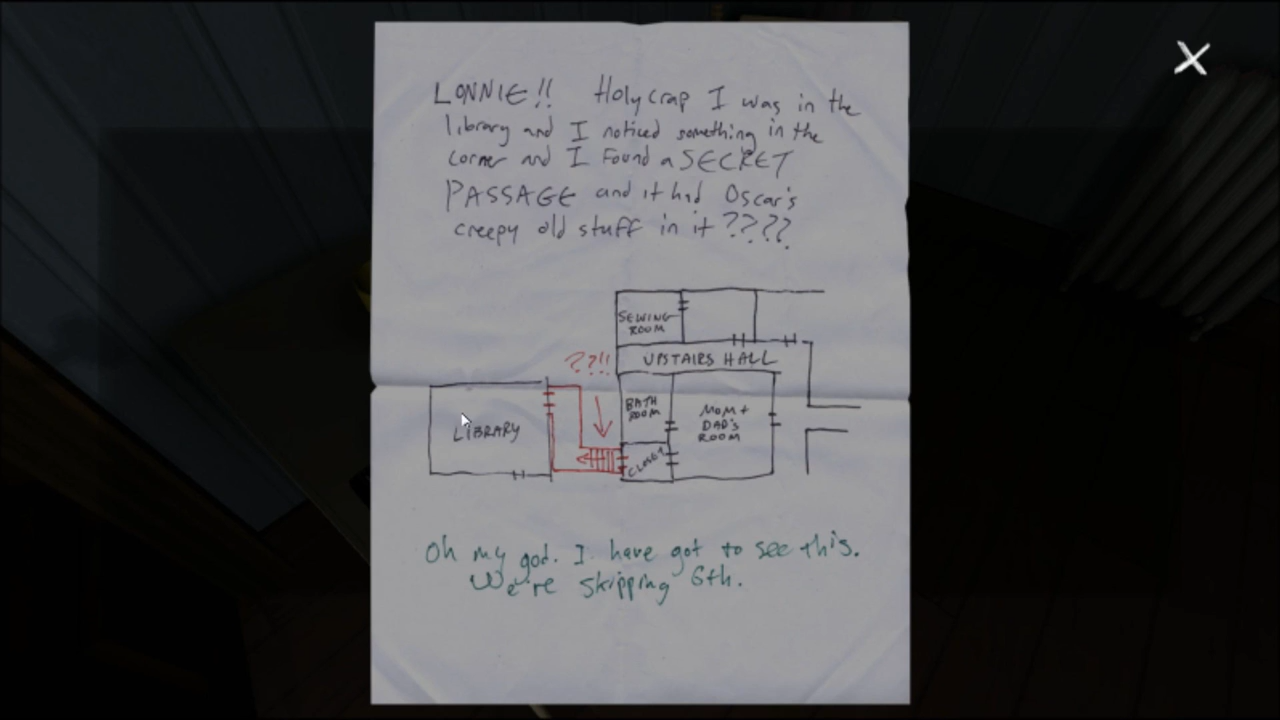 LONNIE!! Holy crap I was in the
library and I noticed something in the
corner and I found a SECRET
PASSAGE and it had Oscar's
creepy old stuff in it ????
SEWING
ROOM
UPSTAIRS HALL
??!!
BATH
ROOM
MOM +
DAD'S
ROOM
LIBRARY
CLOSET
Oh my god. I have got to see this.
We're skipping 6th.